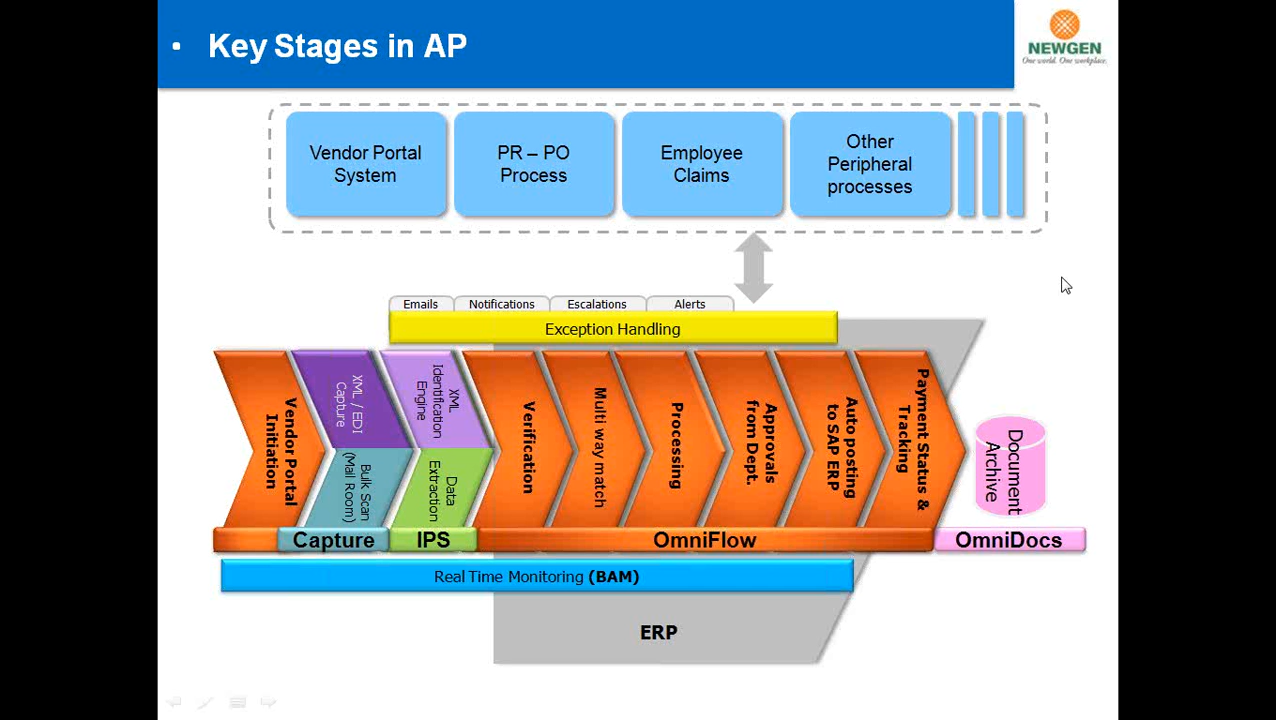 • Key Stages in AP
NEWGEN
One world. One workplace.
Vendor Portal
System
PR – PO
Process
Employee
Claims
Other
Peripheral
processes
Emails
Notifications
Escalations
Alerts
Exception Handling
Vendor Portal
Initiation
XML / EDI
Capture
Bulk Scan
(Mail Room)
XML
Identification
Engine
Data
Extraction
Verification
Multi way match
Processing
Approvals
from Dept.
Auto posting
to SAP ERP
Payment Status &
Tracking
Document
Archive
Capture
IPS
OmniFlow
OmniDocs
Real Time Monitoring (BAM)
ERP